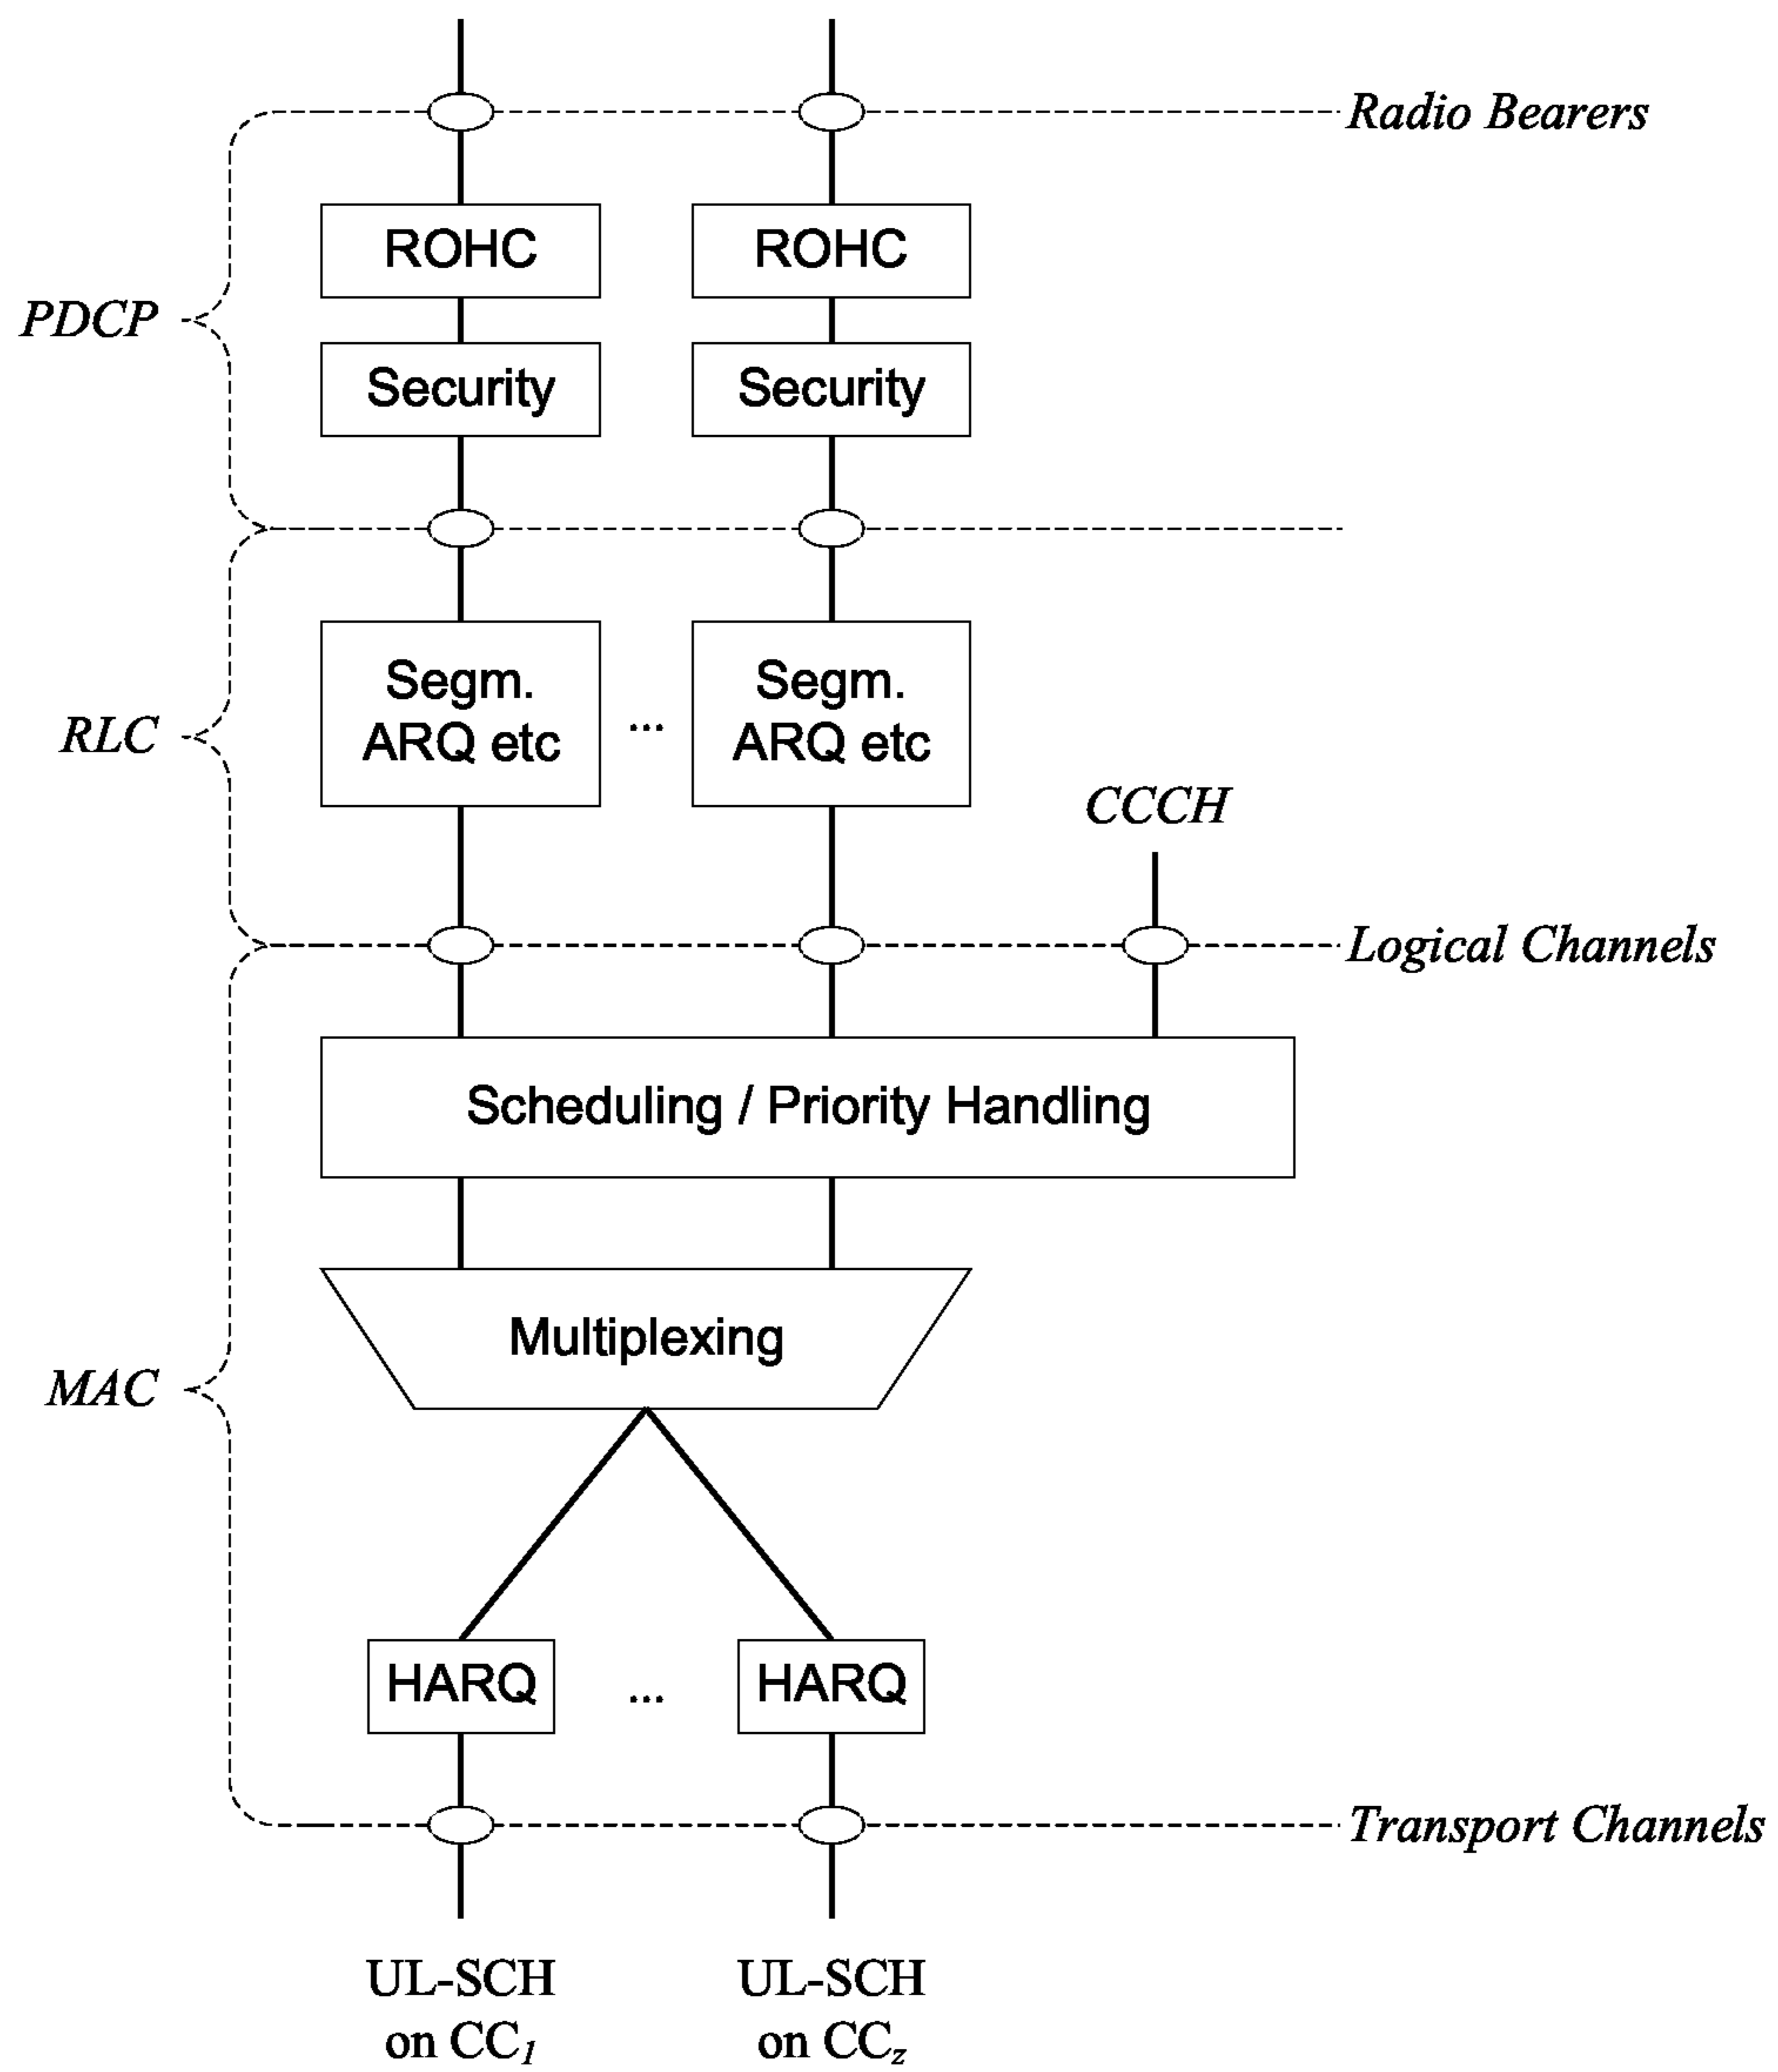 Radio Bearers
ROHC
ROHC
PDCP
Security
Security
Segm.
ARQ etc
...
Segm.
ARQ etc
RLC
CCCH
Logical Channels
Scheduling / Priority Handling
Multiplexing
MAC
HARQ
...
HARQ
Transport Channels
UL-SCH
on CC1
UL-SCH
on CCz